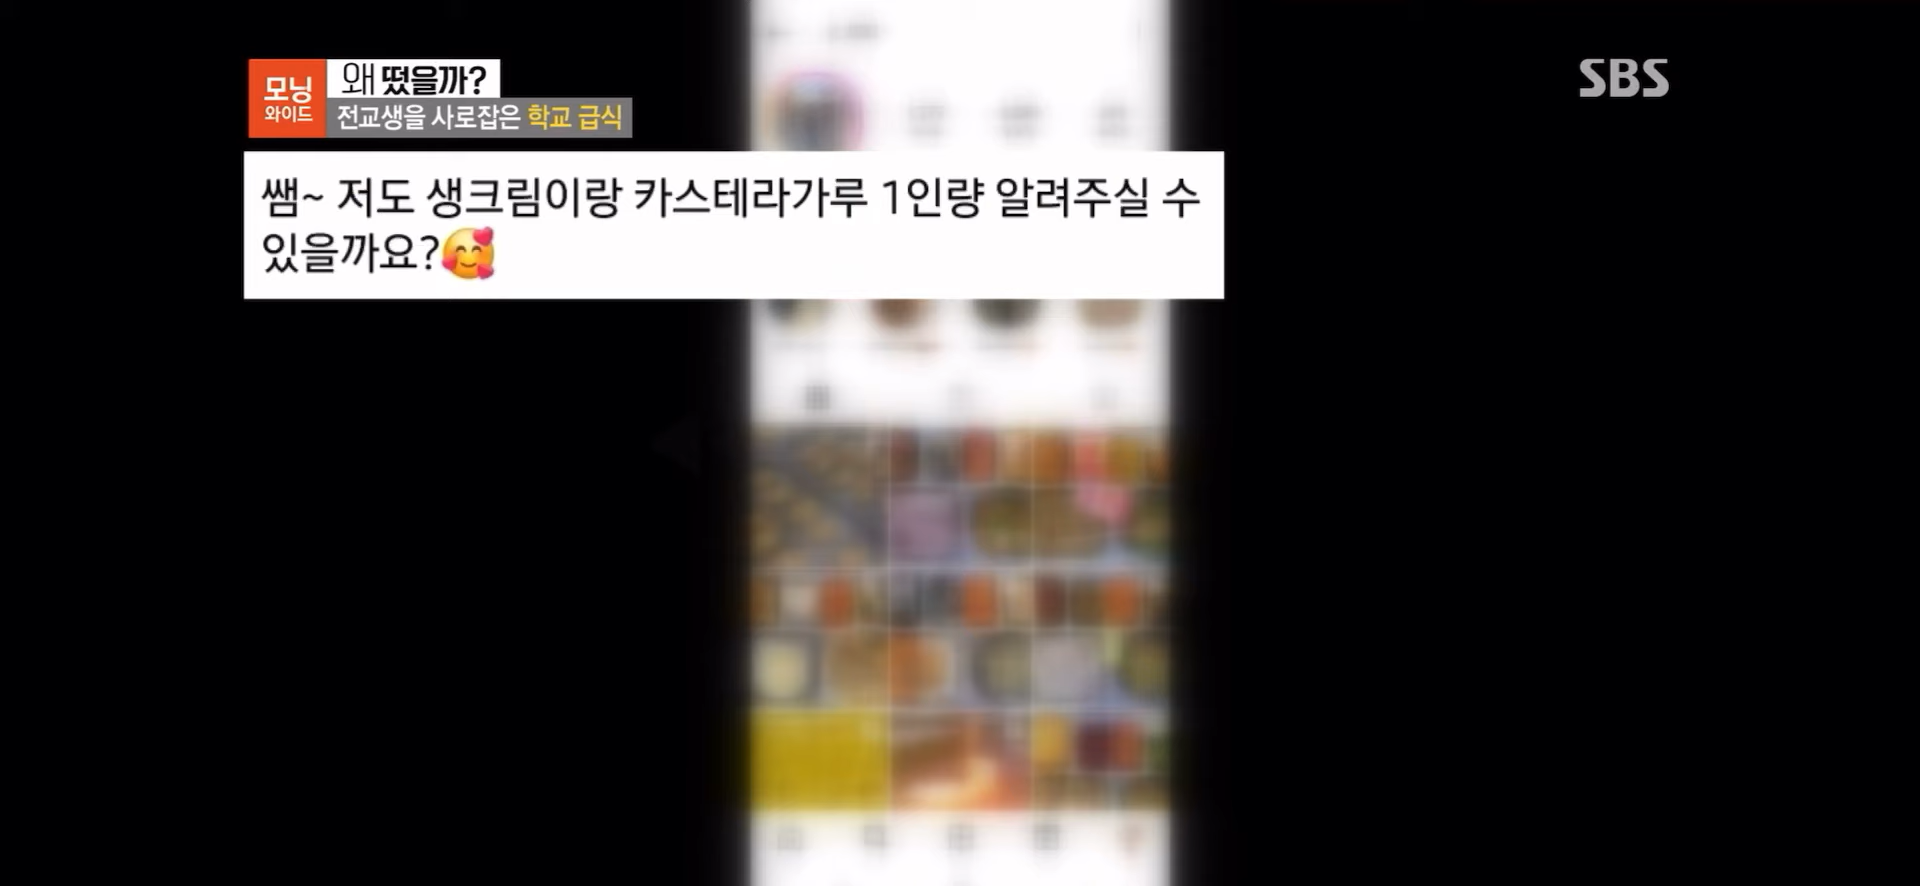 모닝
와이드
왜 떴을까?
전교생을 사로잡은 학교 급식
SBS
쌤~ 저도 생크림이랑 카스테라가루 1인량 알려주실 수
있을까요?🥰